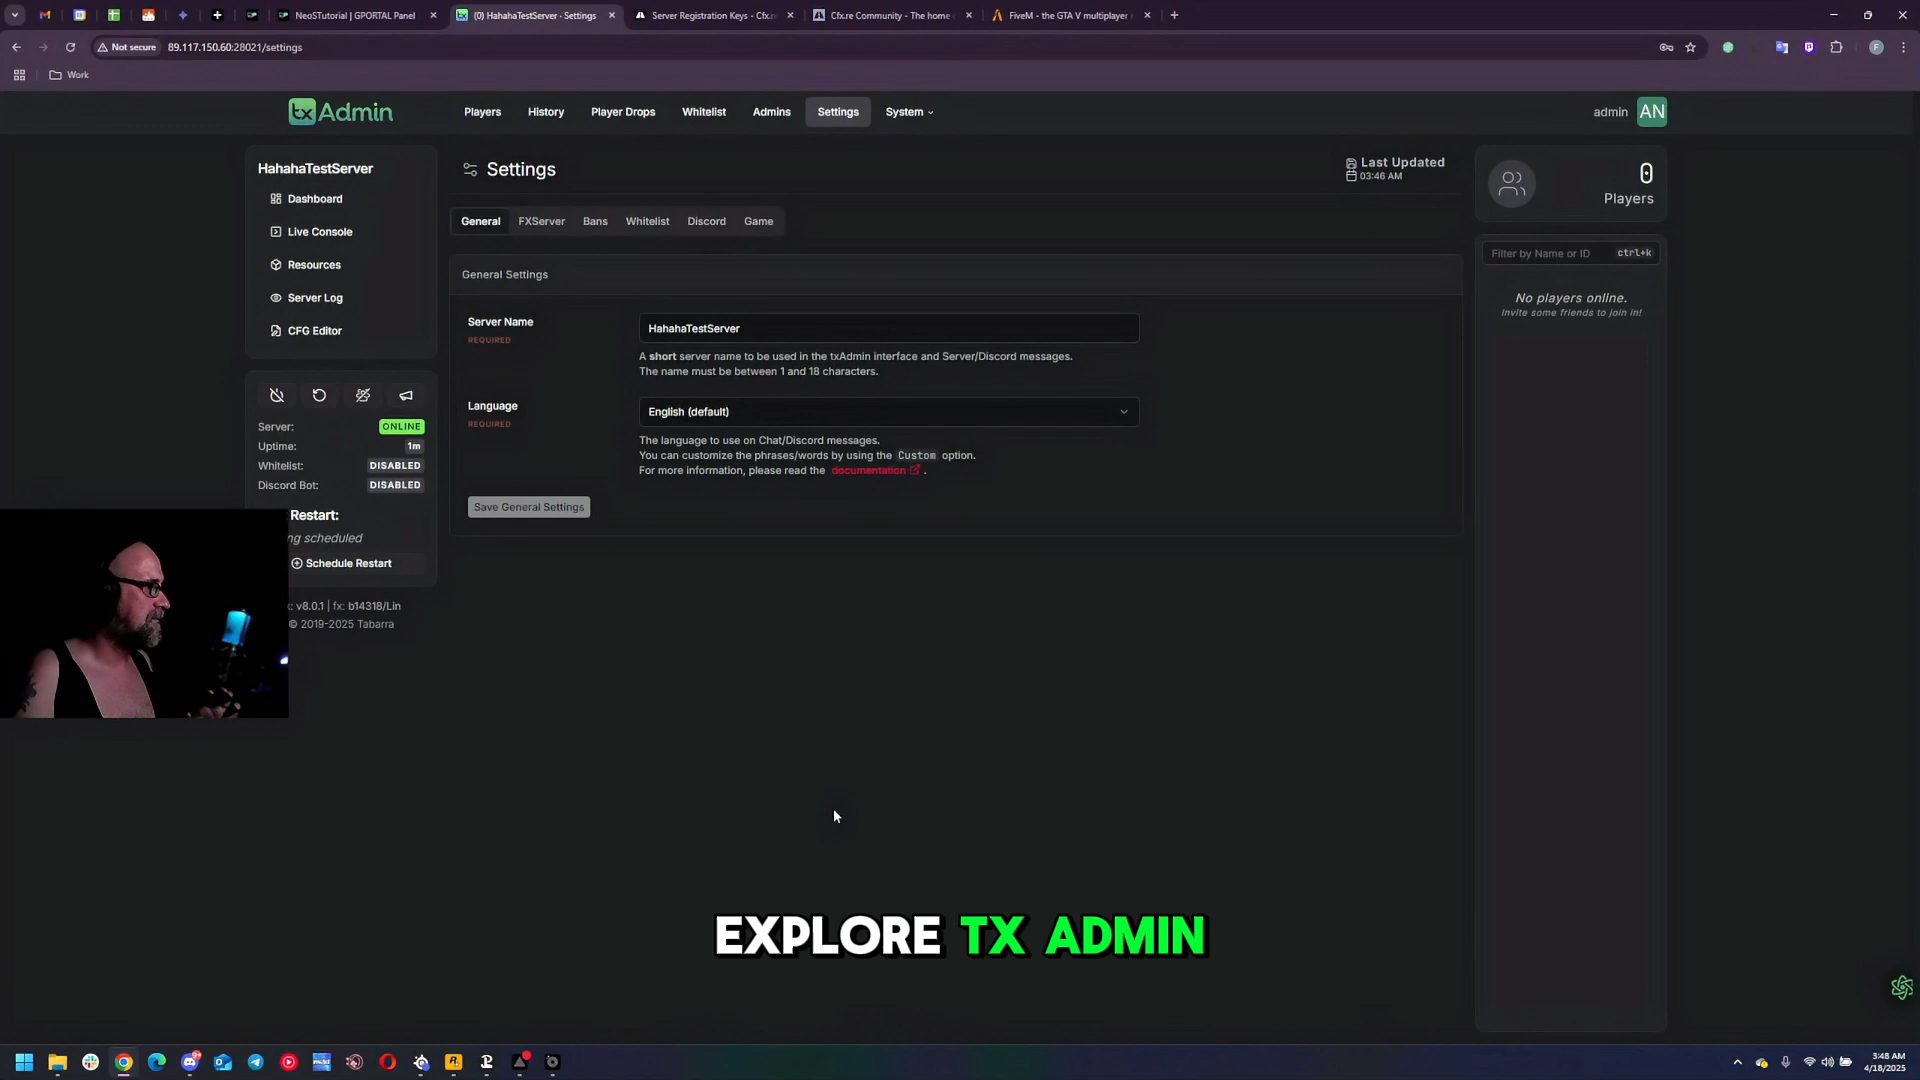 NeoSTutorial | GPORTAL Panel
(0) HahahaTestServer · Settings
Server Registration Keys - Cfx.r
Cfx.re Community - The home
FiveM - the GTA V multiplayer
Not secure
89.117.150.60:28021/settings
F
Work
tx Admin
Players
History
Player Drops
Whitelist
Admins
Settings
System
admin
AN
HahahaTestServer
Dashboard
Live Console
Resources
Server Log
CFG Editor
Server: ONLINE
Uptime: 1m
Whitelist: DISABLED
Discord Bot: DISABLED
Restart:
ng scheduled
Schedule Restart
: v8.0.1 | fx: b14318/Lin
© 2019-2025 Tabarra
Settings
Last Updated
03:46 AM
General
FXServer
Bans
Whitelist
Discord
Game
General Settings
Server Name
REQUIRED
HahahaTestServer
A short server name to be used in the txAdmin interface and Server/Discord messages.
The name must be between 1 and 18 characters.
Language
REQUIRED
English (default)
The language to use on Chat/Discord messages.
You can customize the phrases/words by using the Custom option.
For more information, please read the documentation .
Save General Settings
0
Players
Filter by Name or ID
ctrl+k
No players online.
Invite some friends to join in!
EXPLORE TX ADMIN
3:48 AM
4/18/2025